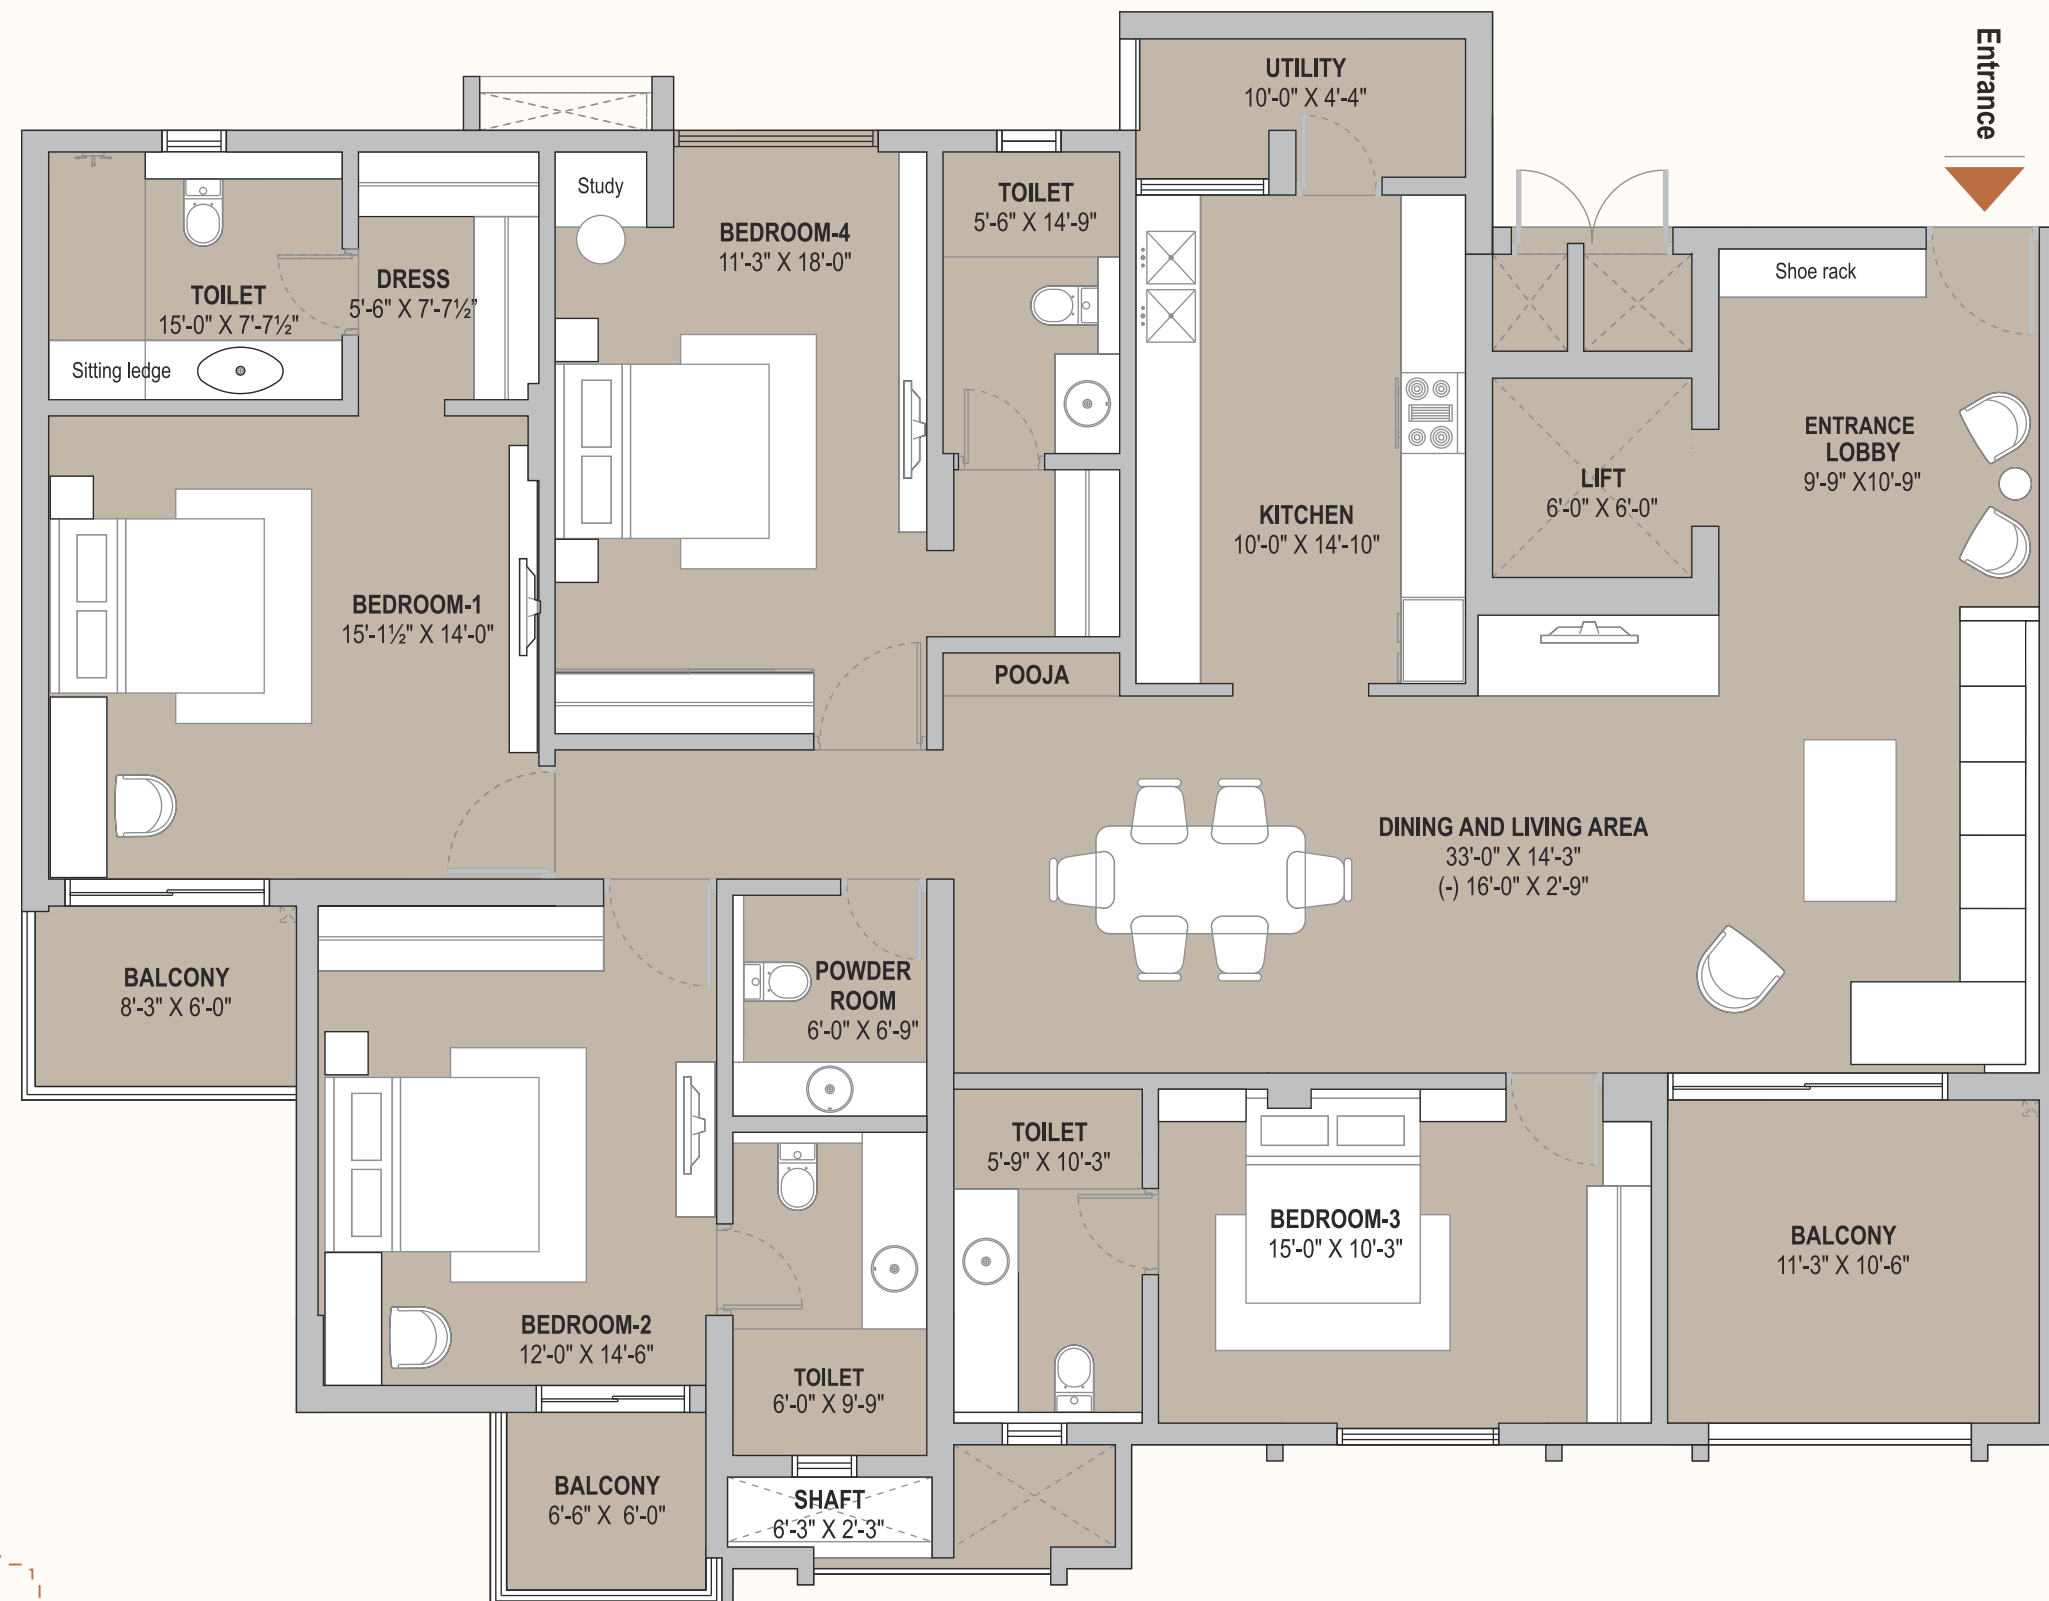 Entrance
UTILITY
10'-0" X 4'-4"
Study
TOILET
5'-6" X 14'-9"
BEDROOM-4
11'-3" X 18'-0"
Shoe rack
DRESS
5'-6" X 7'-7½"
TOILET
15'-0" X 7'-7½"
Sitting ledge
ENTRANCE
LOBBY
9'-9" X10'-9"
LIFT
6'-0" X 6'-0"
KITCHEN
10'-0" X 14'-10"
BEDROOM-1
15'-1½" X 14'-0"
POOJA
DINING AND LIVING AREA
33'-0" X 14'-3"
(-) 16'-0" X 2'-9"
BALCONY
8'-3" X 6'-0"
POWDER
ROOM
6'-0" X 6'-9"
TOILET
5'-9" X 10'-3"
BEDROOM-3
15'-0" X 10'-3"
BALCONY
11'-3" X 10'-6"
BEDROOM-2
12'-0" X 14'-6"
TOILET
6'-0" X 9'-9"
BALCONY
6'-6" X 6'-0"
SHAFT
6'-3" X 2'-3"